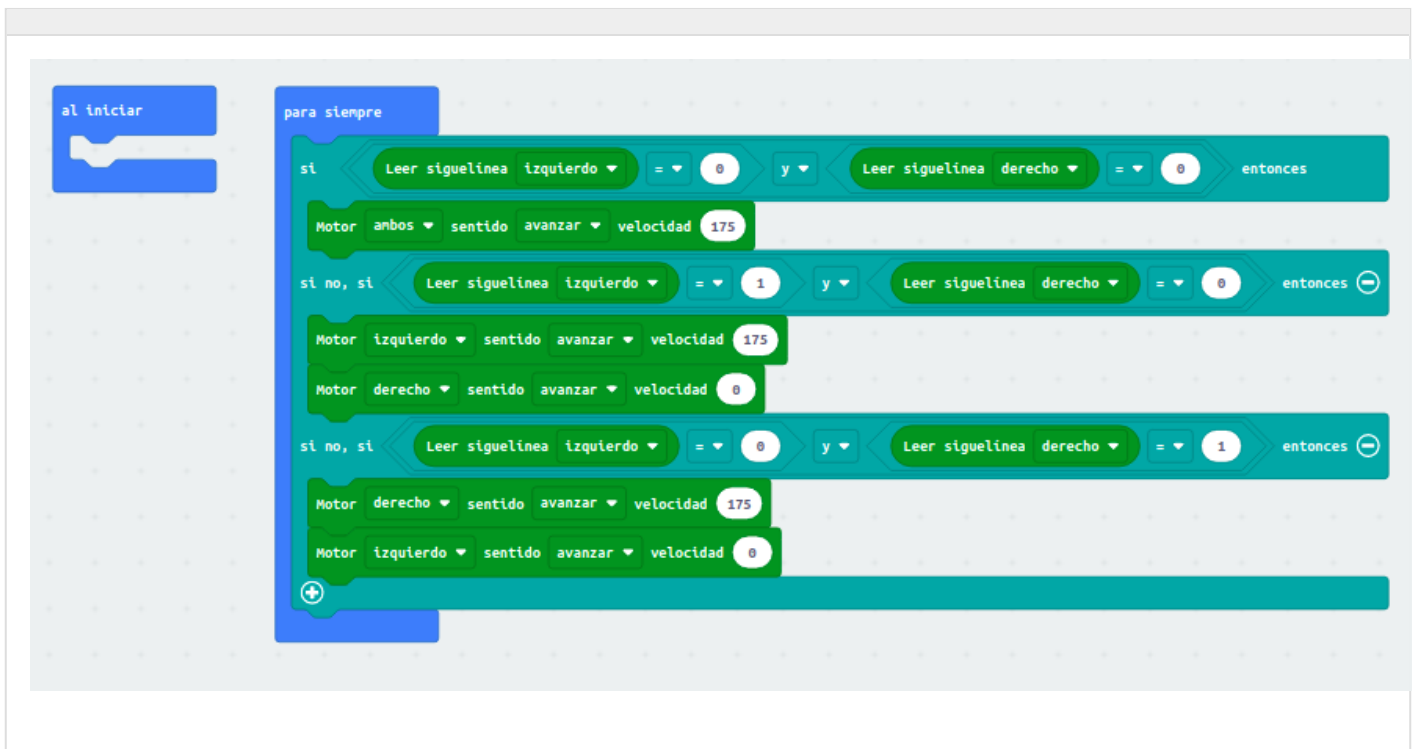 al iniciar
para siempre
si Leer siguelínea izquierdo = 0 y Leer siguelinea derecho = 0 entonces
Motor ambos sentido avanzar velocidad 175
si no, si Leer siguelínea izquierdo = 1 y Leer siguelinea derecho = 0 entonces
Motor izquierdo sentido avanzar velocidad 175
Motor derecho sentido avanzar velocidad 0
si no, si Leer siguelínea izquierdo = 0 y Leer siguelinea derecho = 1 entonces
Motor derecho sentido avanzar velocidad 175
Motor izquierdo sentido avanzar velocidad 0